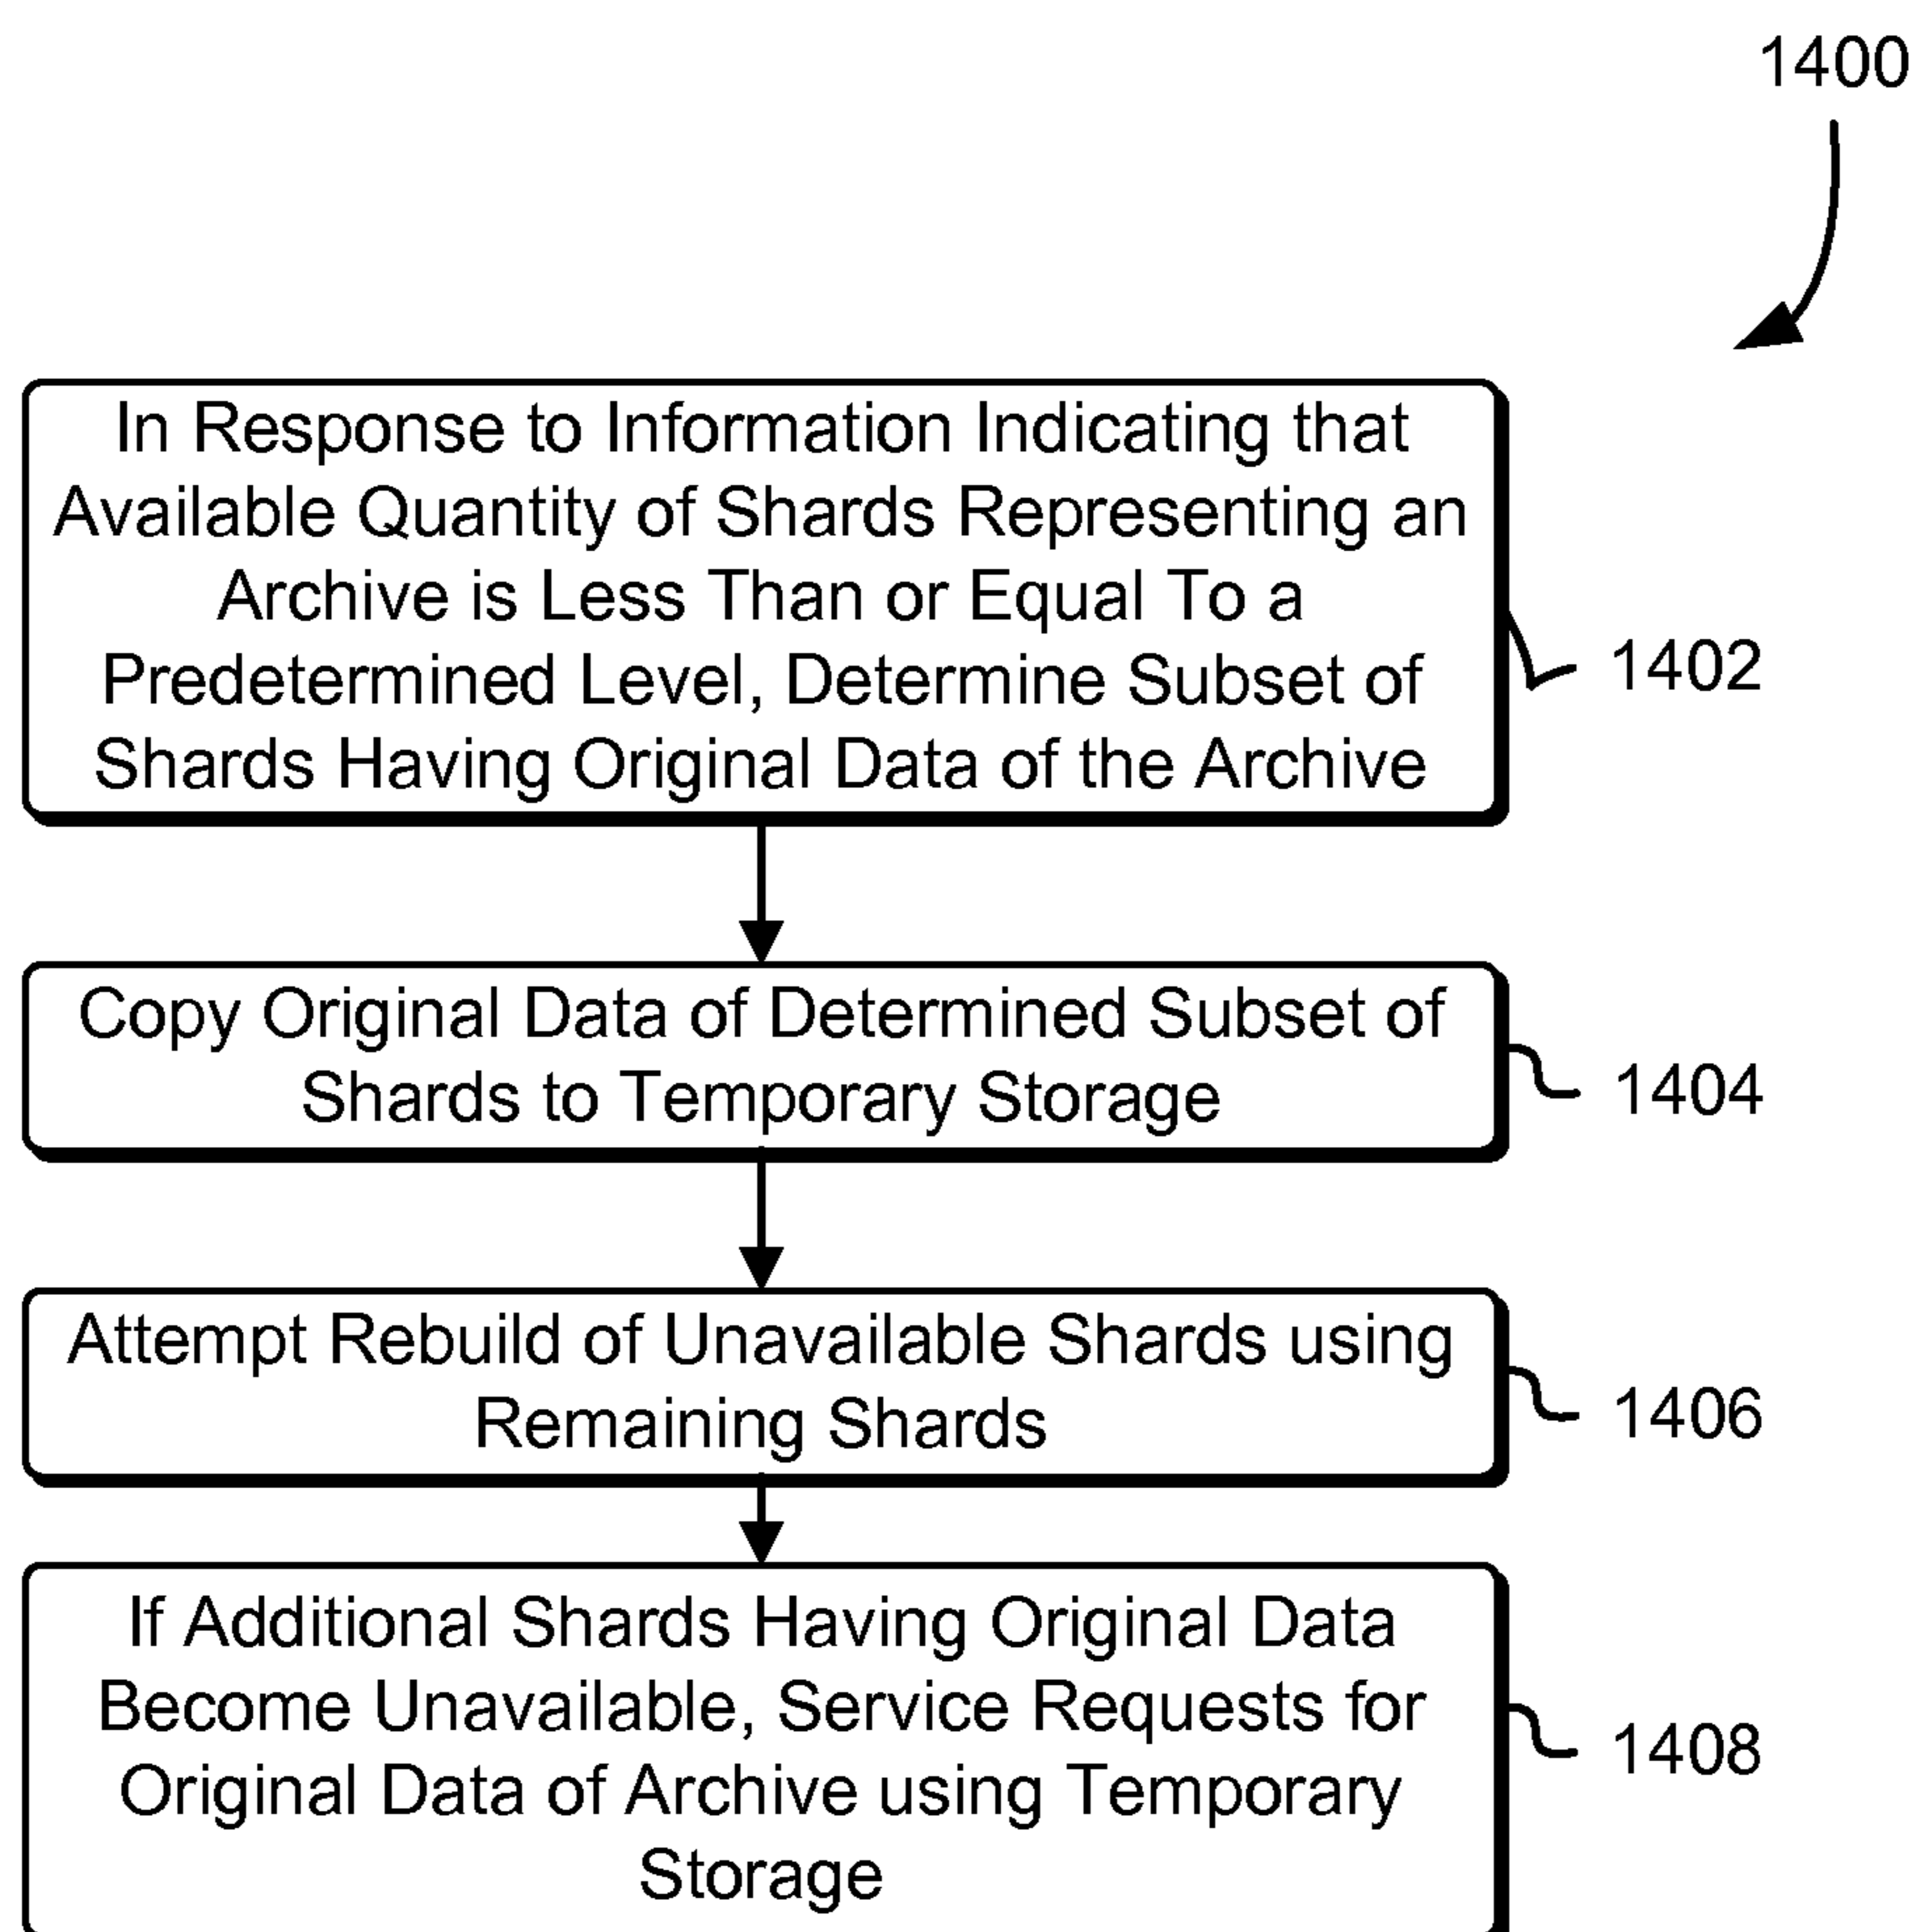 1400
In Response to Information Indicating that
Available Quantity of Shards Representing an
Archive is Less Than or Equal To a
Predetermined Level, Determine Subset of
Shards Having Original Data of the Archive
1402
Copy Original Data of Determined Subset of
Shards to Temporary Storage
1404
Attempt Rebuild of Unavailable Shards using
Remaining Shards
1406
If Additional Shards Having Original Data
Become Unavailable, Service Requests for
Original Data of Archive using Temporary
Storage
1408